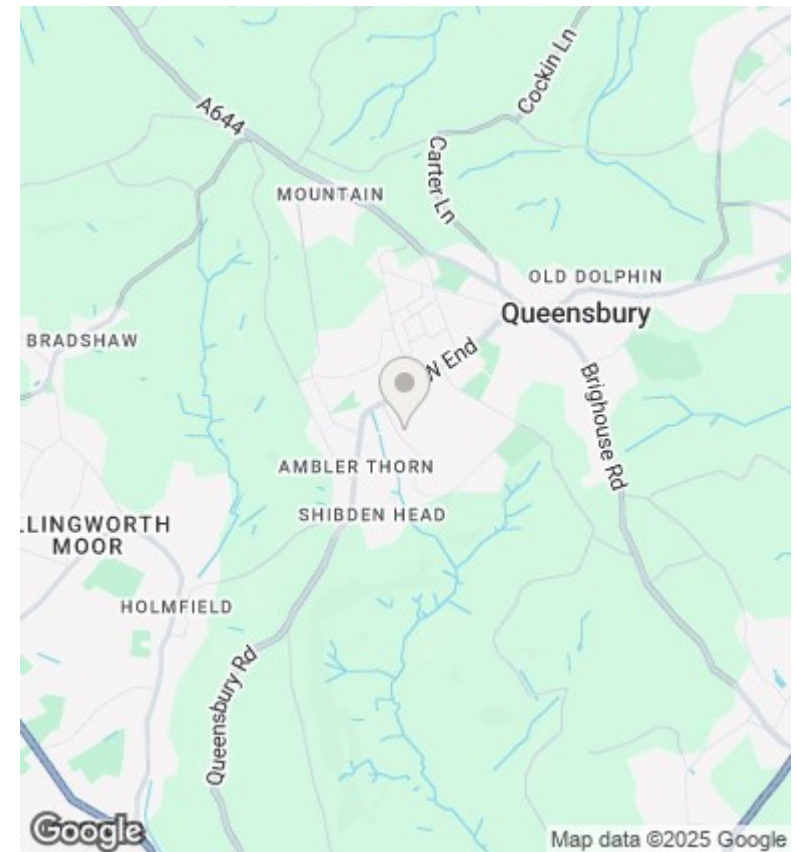 Cockin Ln
A644
Carter Ln
MOUNTAIN
OLD DOLPHIN
Queensbury
BRADSHAW
W End
Brighouse Rd
AMBLER THORN
SHIBDEN HEAD
LLINGWORTH
MOOR
HOLMFIELD
Queensbury Rd
Google
Map data ©2025 Google